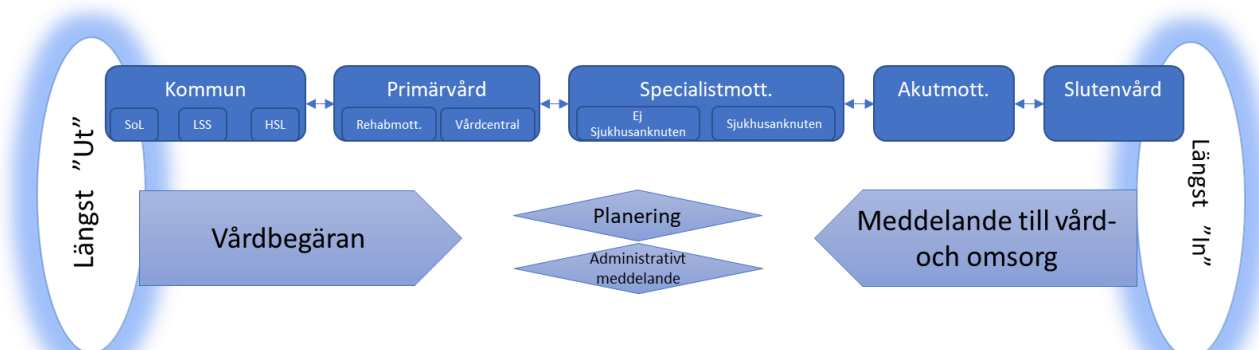 Längst "Ut"
Kommun
SoL
LSS
HSL
Primärvård
Rehabmott.
Vårdcentral
Specialistmott.
Ej
Sjukhusanknuten
Sjukhusanknuten
Akutmott.
Slutenvård
Längst "In"
Vårdbegäran
Planering
Administrativt
meddelande
Meddelande till vård-
och omsorg